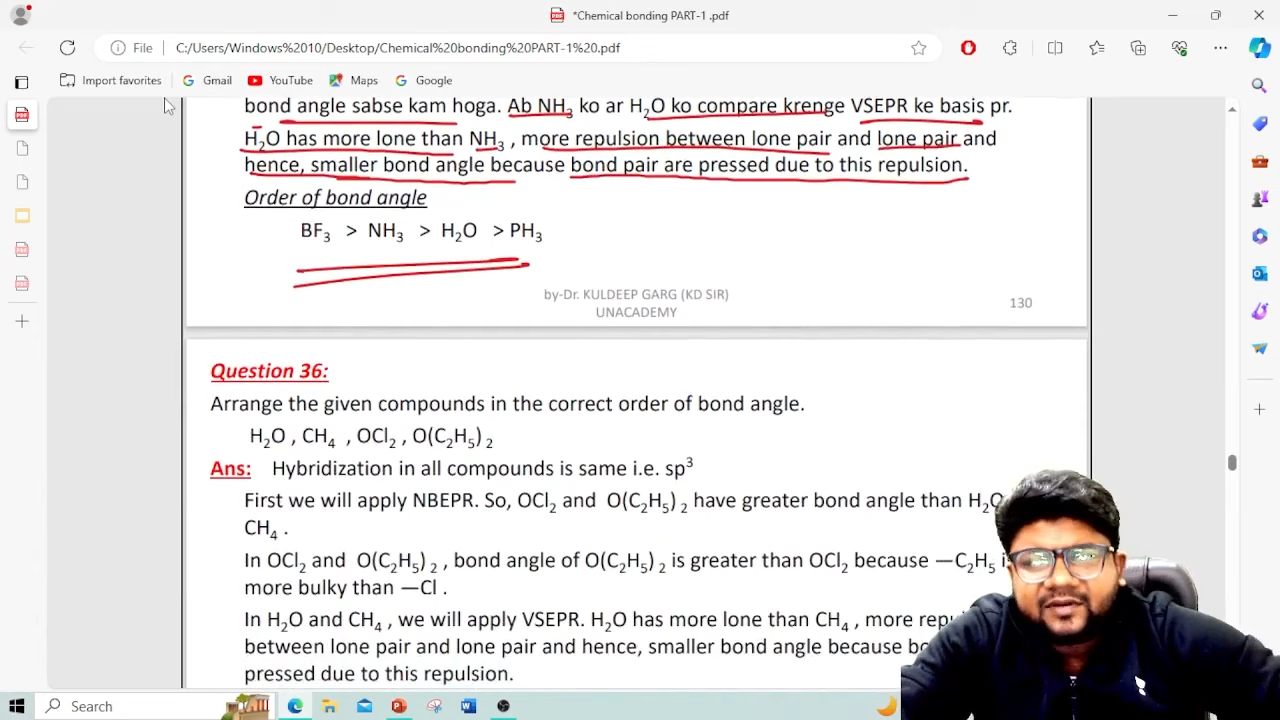 *Chemical bonding PART-1 .pdf
File
C:/Users/Windows%2010/Desktop/Chemical%20bonding%20PART-1%20.pdf
Import favorites
Gmail
YouTube
Maps
Google
bond angle sabse kam hoga. Ab NH3 ko ar H2O ko compare krenge VSEPR ke basis pr.
H2O has more lone than NH3 , more repulsion between lone pair and lone pair and
hence, smaller bond angle because bond pair are pressed due to this repulsion.
Order of bond angle
BF3 > NH3 > H2O > PH3
by-Dr. KULDEEP GARG (KD SIR)
UNACADEMY
130
Question 36:
Arrange the given compounds in the correct order of bond angle.
H2O , CH4 , OCl2 , O(C2H5)2
Ans: Hybridization in all compounds is same i.e. sp3
First we will apply NBEPR. So, OCl2 and O(C2H5)2 have greater bond angle than H2O
CH4 .
In OCl2 and O(C2H5)2 , bond angle of O(C2H5)2 is greater than OCl2 because —C2H5
more bulky than —Cl .
In H2O and CH4 , we will apply VSEPR. H2O has more lone than CH4 , more
between lone pair and lone pair and hence, smaller bond angle because
pressed due to this repulsion.
Search